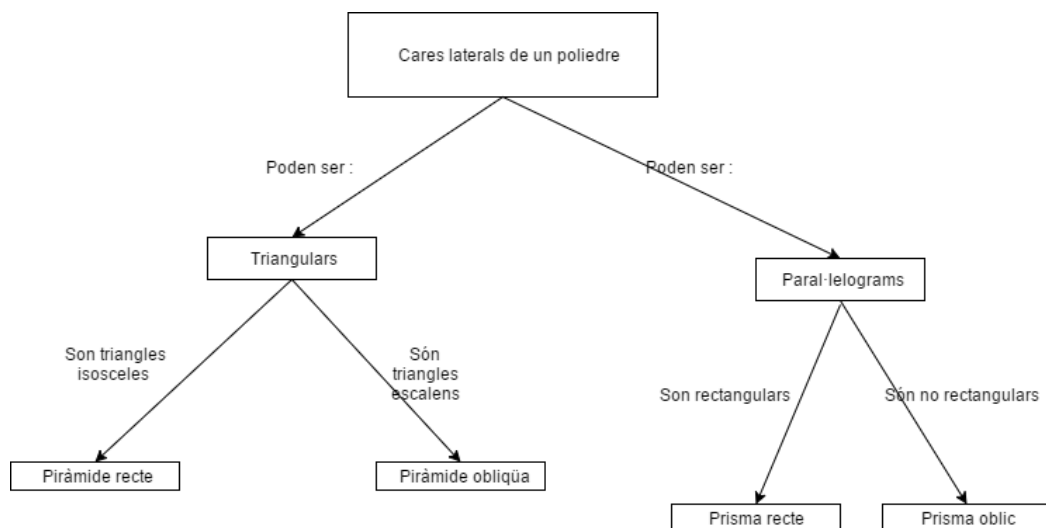 Cares laterals de un poliedre
Poden ser :
Poden ser :
Triangulars
Paral·lelograms
Son triangles
isosceles
Són
triangles
escalens
Son rectangulars
Són no rectangulars
Piràmide recte
Piràmide obliqüa
Prisma recte
Prisma oblic